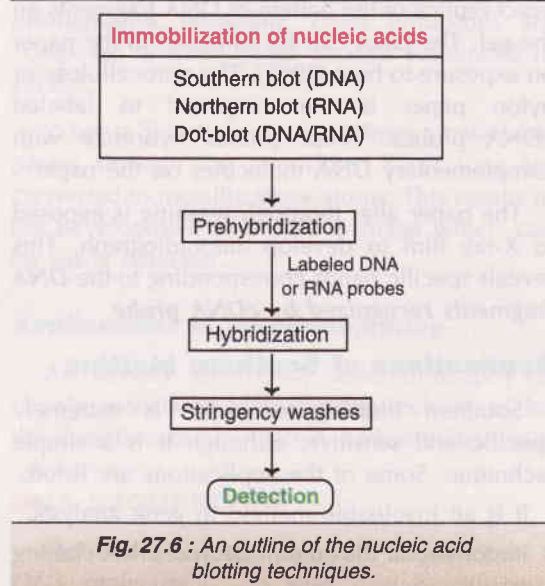 Immobilization of nucleic acids
Southern blot (DNA)
Northern blot (RNA)
Dot-blot (DNA/RNA)
Prehybridization
Labeled DNA
or RNA probes
Hybridization
Stringency washes
Detection
Fig. 27.6 : An outline of the nucleic acid
blotting techniques.